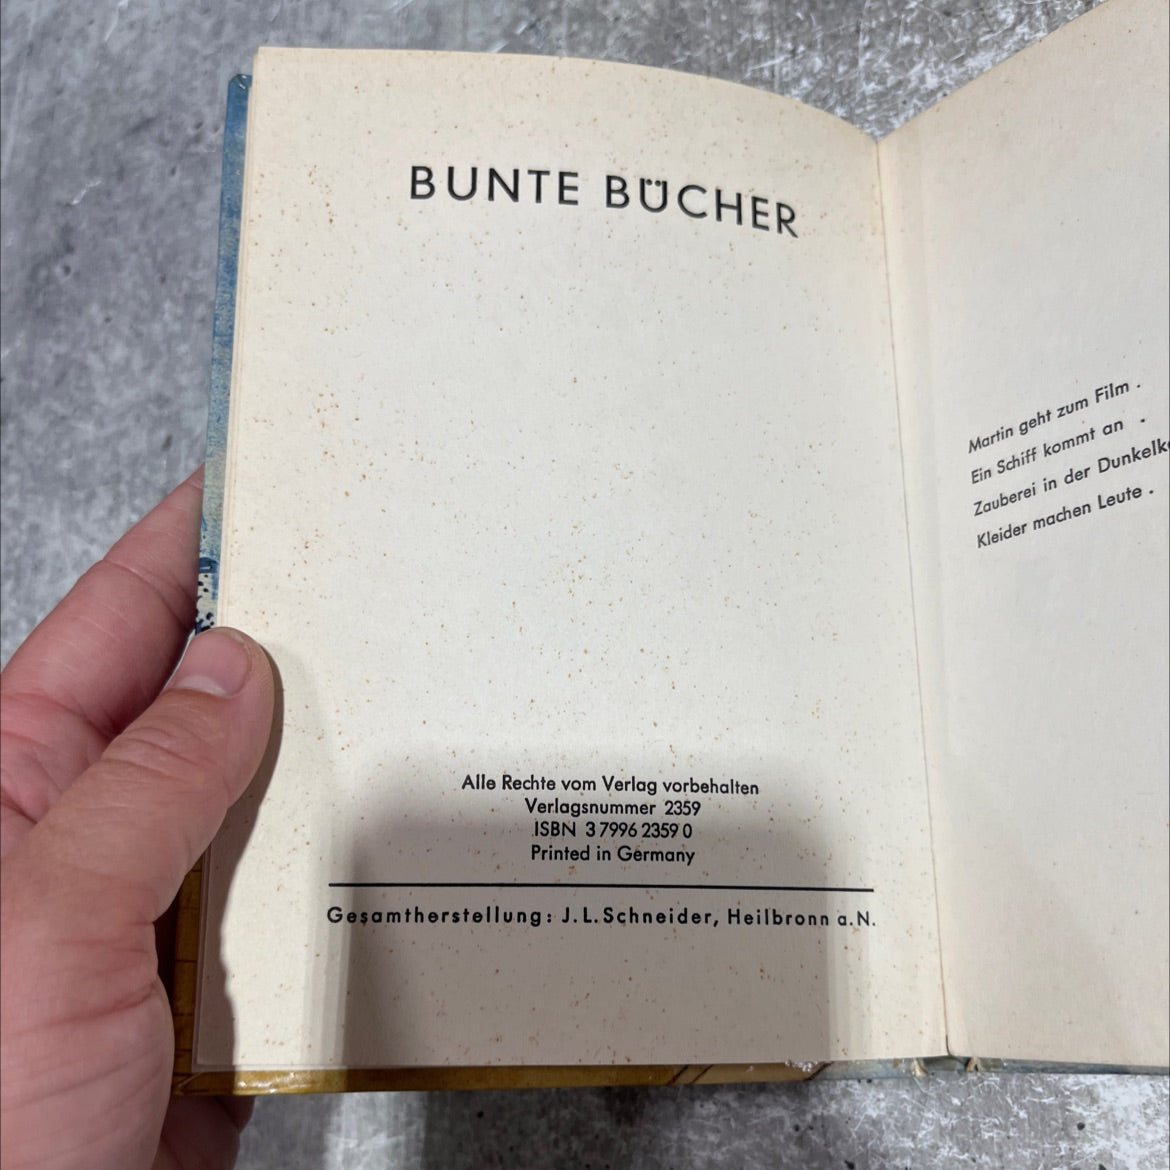 BUNTE BÜCHER
Alle Rechte vom Verlag vorbehalten
Verlagsnummer 2359
ISBN 3 7996 2359 0
Printed in Germany
Gesamtherstellung: J. L. Schneider, Heilbronn a. N.
Martin geht zum Film .
Ein Schiff kommt an .
Zauberei in der
Kleider machen Leute .